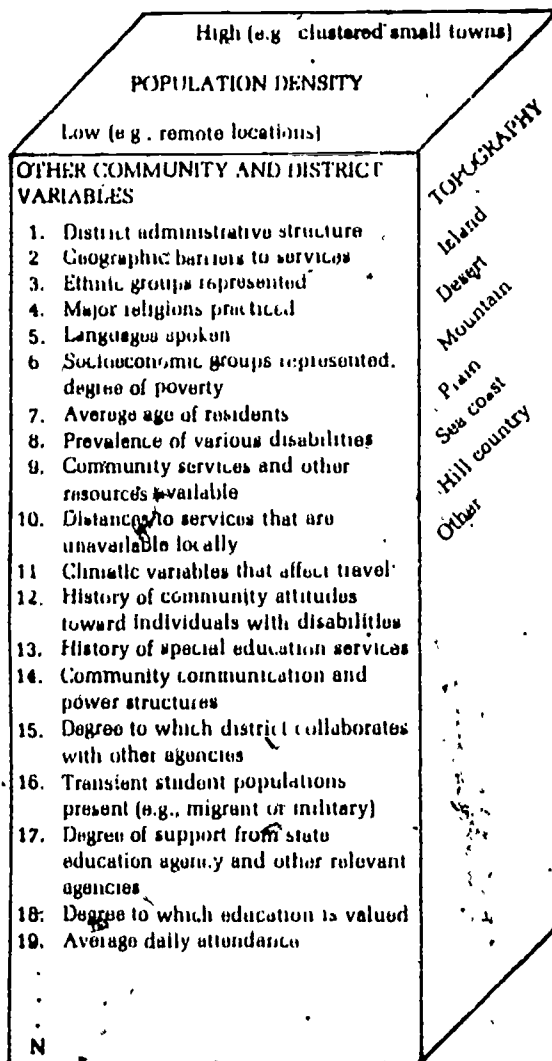 High (e.g. clustered small towns)
POPULATION DENSITY
Low (e.g. remote locations)
OTHER COMMUNITY AND DISTRICT
VARIABLES
1. District administrative structure
2 Geographic barriers to services
3. Ethnic groups represented
4. Major religions practiced
5. Languages spoken
6 Socioeconomic groups represented,
degree of poverty
7. Average age of residents
8. Prevalence of various disabilities
9. Community services and other
resources available
10. Distances to services that are
unavailable locally
11 Climatic variables that affect travel
12. History of community attitudes
toward individuals with disabilities
13. History of special education services
14. Community communication and
power structures
15. Degree to which district collaborates
with other agencies
16. Transient student populations
present (e.g., migrant or military)
17. Degree of support from state
education agency and other relevant
agencies
18. Degree to which education is valued
19. Average daily attendance
N
TOPOGRAPHY
Island
Desert
Mountain
Plain
Sea coast
Hill country
Other